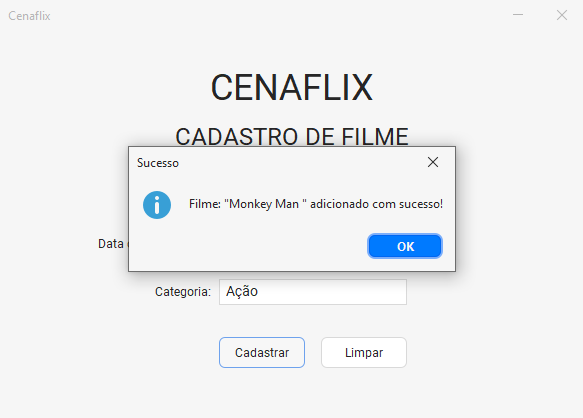 Cenaflix
CENAFLIX
CADASTRO DE FILME
Sucesso
Filme: "Monkey Man " adicionado com sucesso!
OK
Data
Categoria: Ação
Cadastrar Limpar